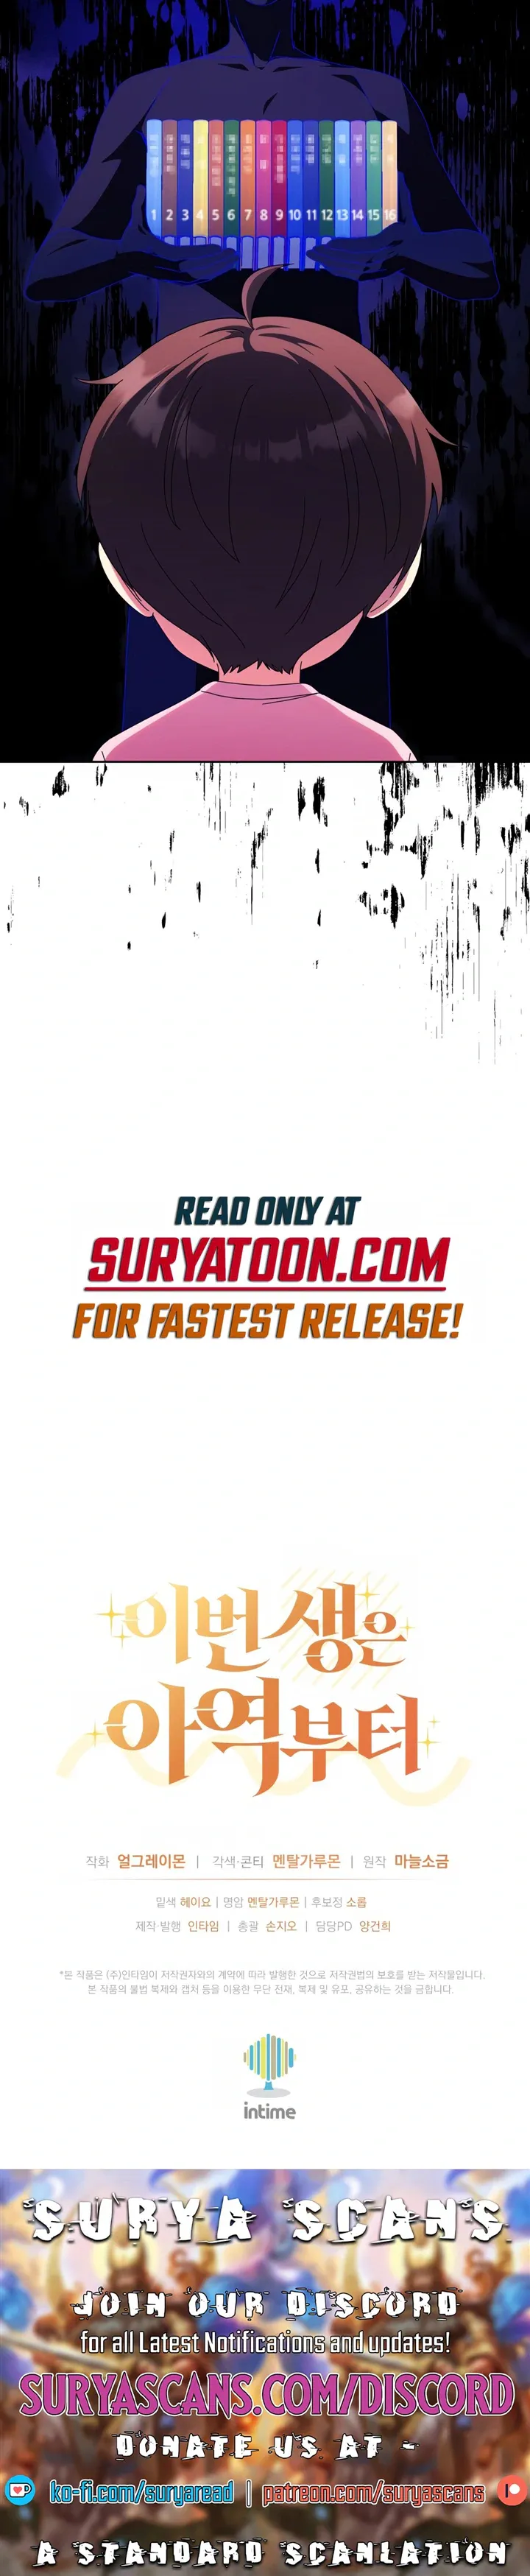 1 2 3 4 5 6 7 8 9 10 11 12 13 14 15 16
READ ONLY AT
SURYATOON.COM
FOR FASTEST RELEASE!
이번 생은
아역부터
작화 얼그레이몬 | 각색·콘티 멘탈가루몬 | 원작 마늘소금
밑색 헤이요 | 명암 멘탈가루몬 | 후보정 소롭
제작·발행 인타임 | 총괄 손지오 | 담당PD 양건희
*본 작품은 (주)인타임이 저작권자와의 계약에 따라 발행한 것으로 저작권법의 보호를 받는 저작물입니다.
본 작품의 불법 복제와 캡처 등을 이용한 무단 전재, 복제 및 유포, 공유하는 것을 금합니다.
intime
SURYA SCANS
JOIN OUR DISCORD
for all Latest Notifications and updates!
SURYASCANS.COM/DISCORD
DONATE US AT -
ko-fi.com/suryaread | patreon.com/suryascans
A STANDARD SCANLATION